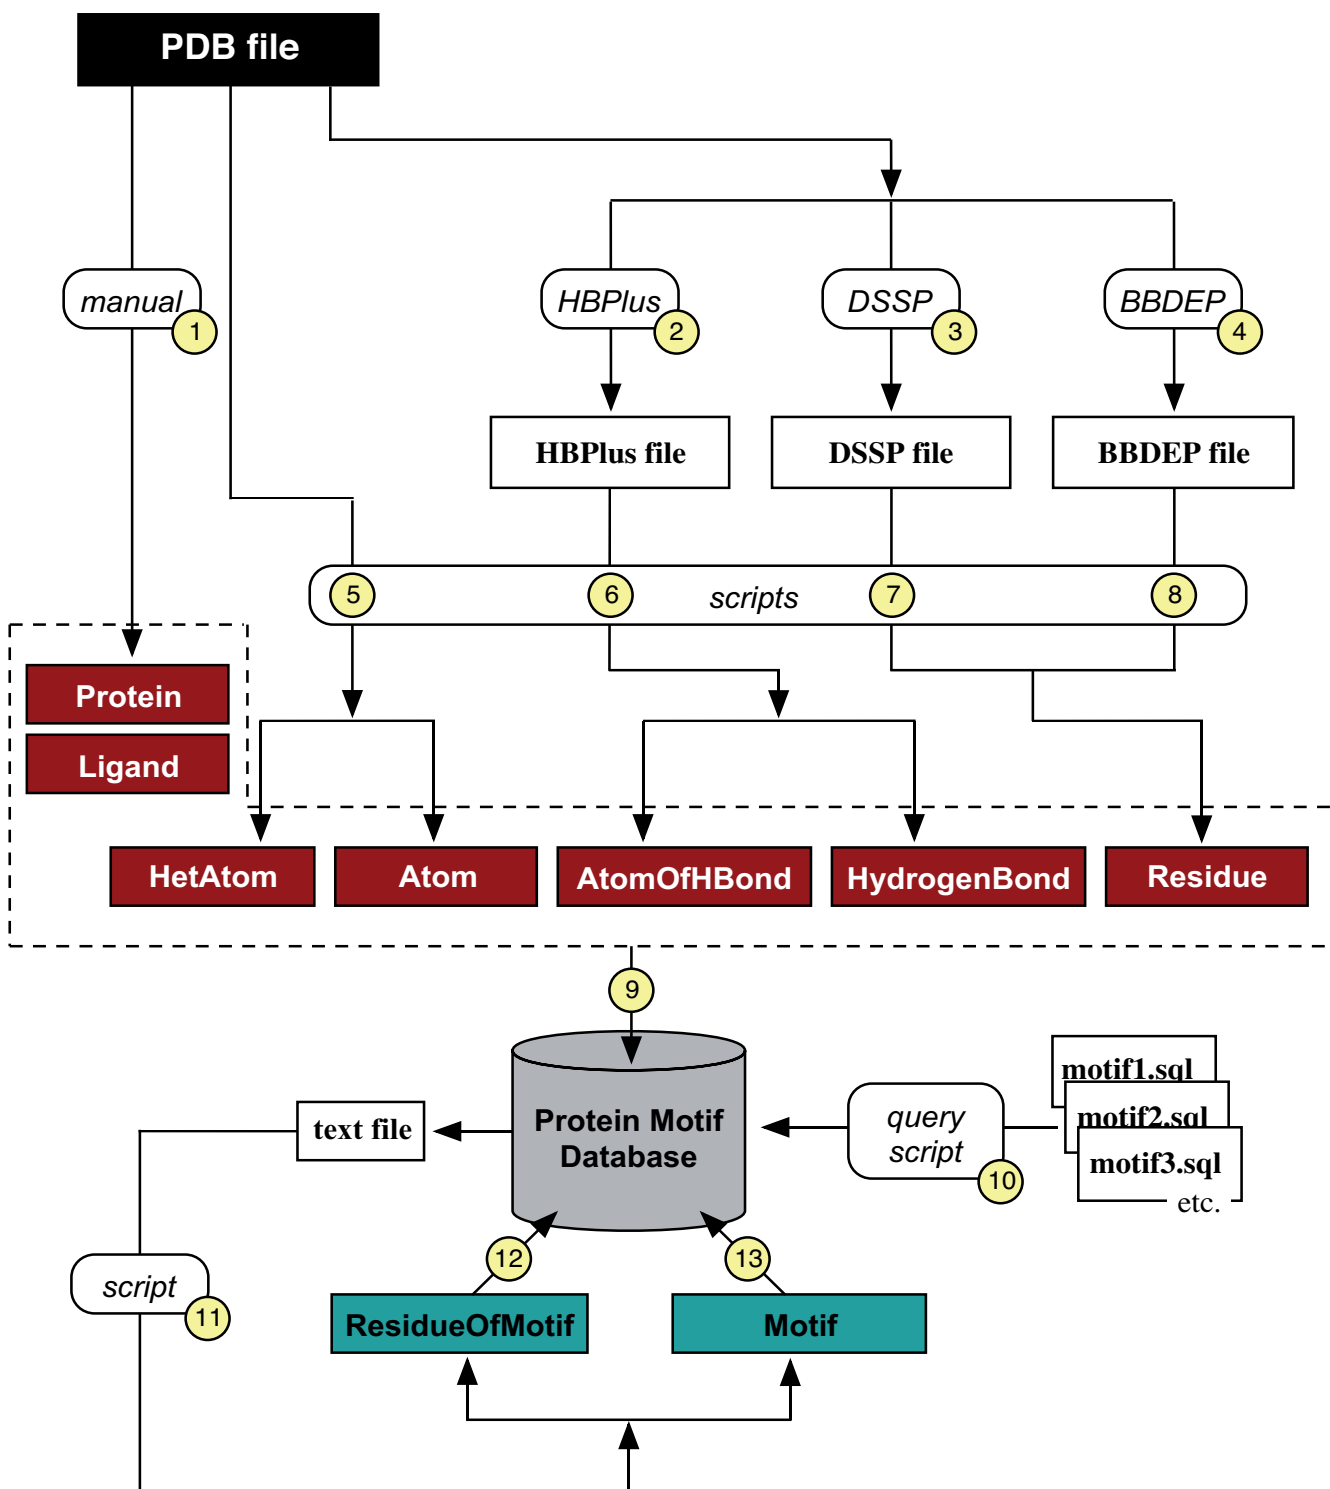 PDB file
manual
1
HBPlus
2
DSSP
3
BBDEP
4
HBPlus file
DSSP file
BBDEP file
5
6
scripts
7
8
Protein
Ligand
HetAtom
Atom
AtomOfHBond
HydrogenBond
Residue
9
motif1.sql
motif2.sql
motif3.sql
etc.
query
script
10
Protein Motif
Database
text file
script
11
12
13
ResidueOfMotif
Motif